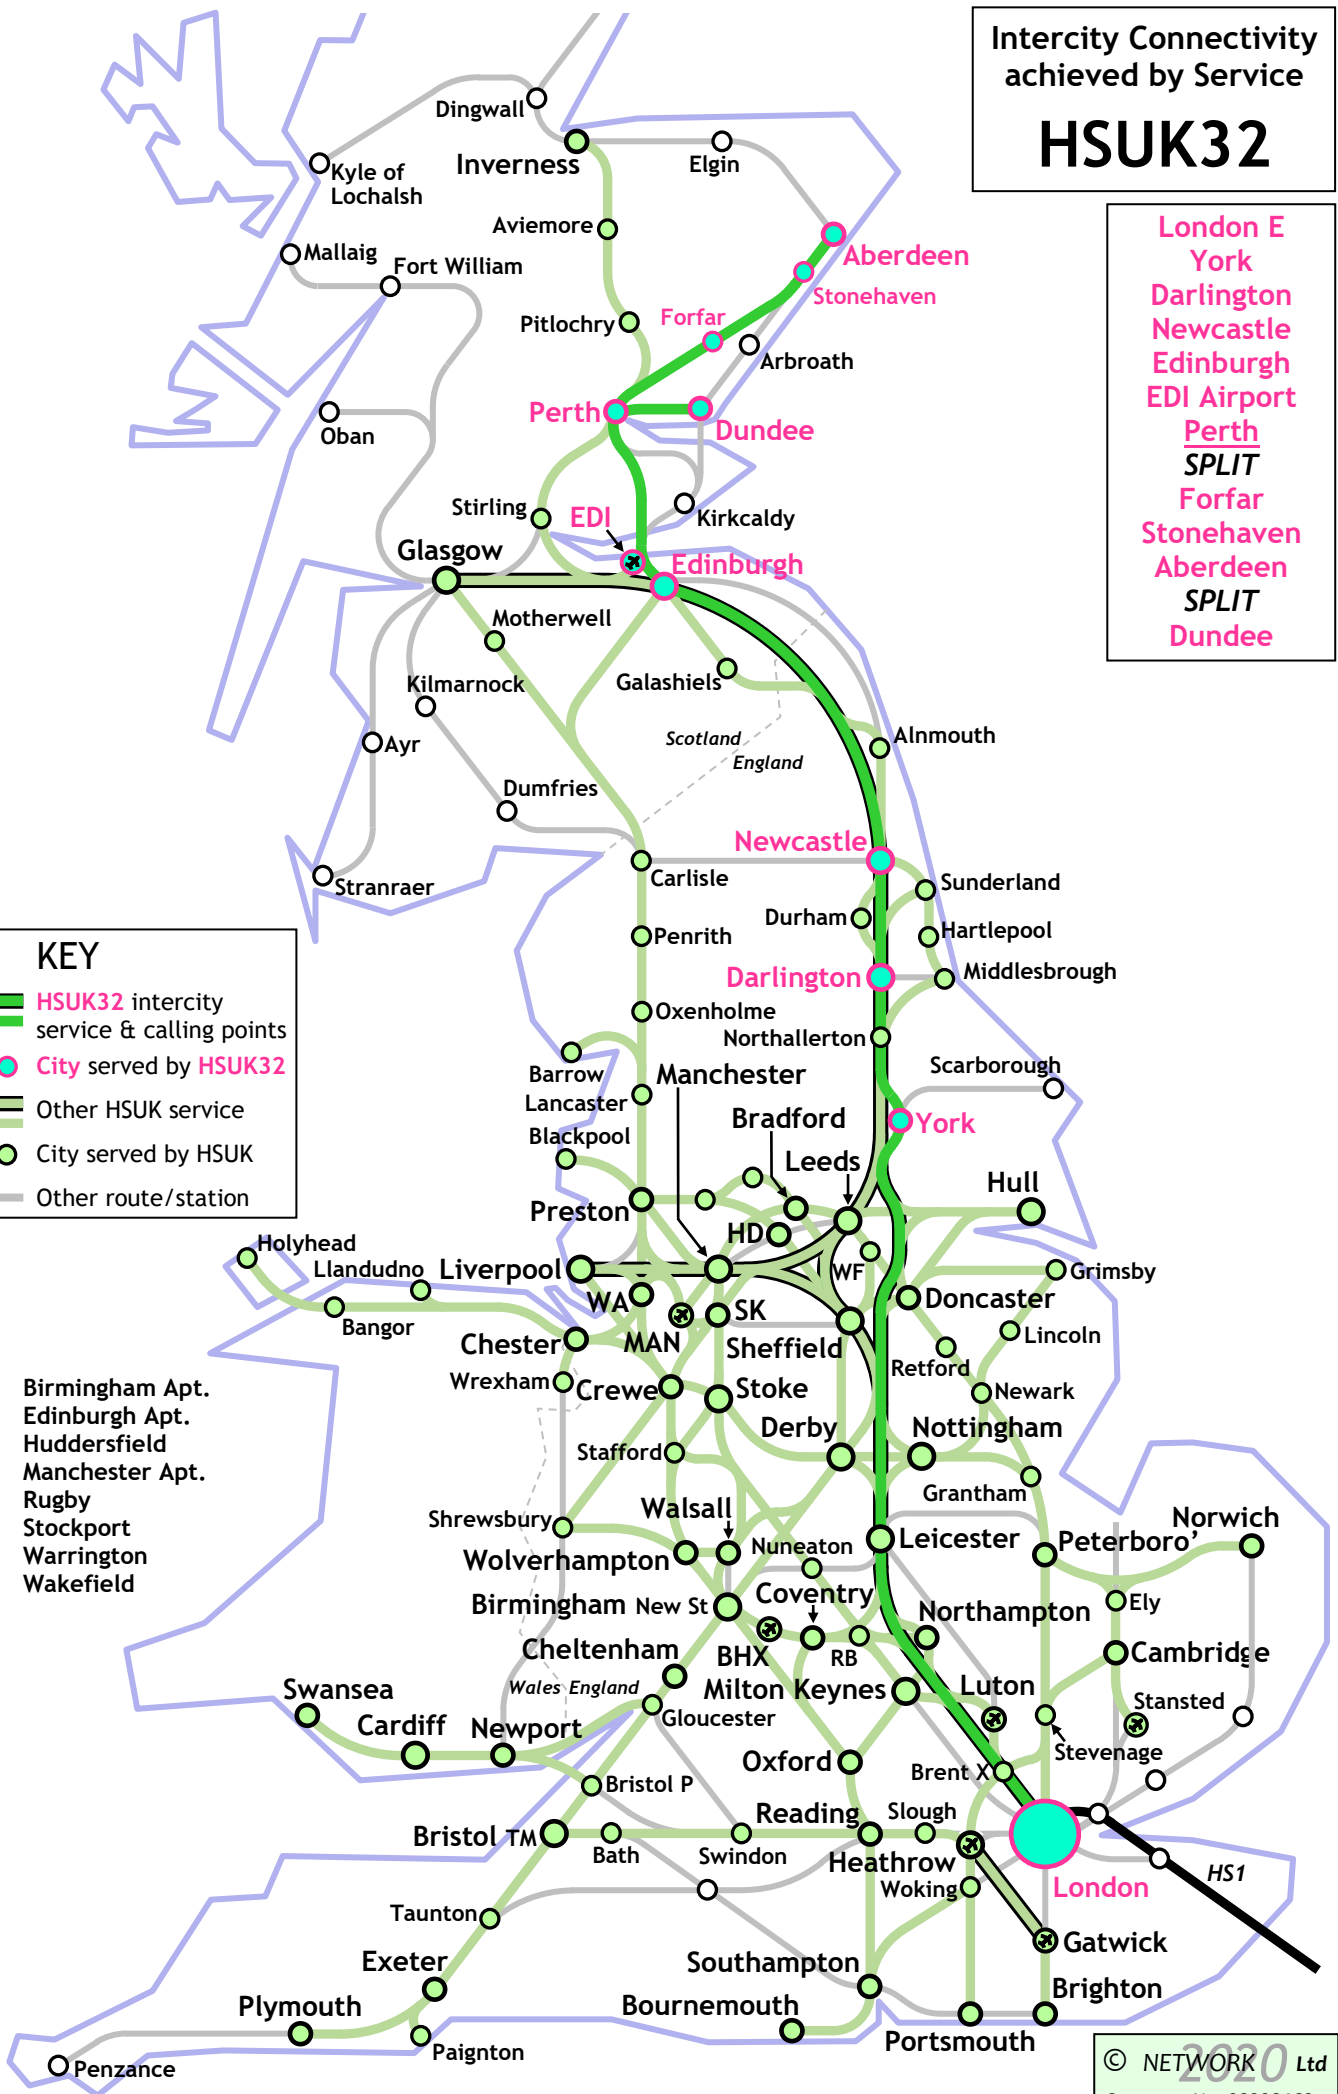 Intercity Connectivity
achieved by Service
HSUK32
London E
York
Darlington
Newcastle
Edinburgh
EDI Airport
Perth
SPLIT
Forfar
Stonehaven
Aberdeen
SPLIT
Dundee
Dingwall
Inverness
Elgin
Kyle of
Lochalsh
Aviemore
Mallaig
Fort William
Aberdeen
Stonehaven
Pitlochry
Forfar
Arbroath
Oban
Perth
Dundee
Stirling
EDI
Kirkcaldy
Glasgow
Edinburgh
Motherwell
Galashiels
Kilmarnock
Scotland
England
Alnmouth
Ayr
Dumfries
Newcastle
Carlisle
Stranraer
Sunderland
Durham
Hartlepool
Penrith
Darlington
Middlesbrough
Oxenholme
Northallerton
KEY
HSUK32 intercity
service & calling points
City served by HSUK32
Other HSUK service
City served by HSUK
Other route/station
Barrow
Lancaster
Manchester
Scarborough
Blackpool
Bradford
York
Leeds
Preston
Hull
HD
Holyhead
Llandudno
Liverpool
WF
Grimsby
WA
Bangor
MAN
SK
Doncaster
Chester
Sheffield
Lincoln
Retford
Wrexham
Crewe
Stoke
Newark
Derby
Nottingham
Stafford
Grantham
Birmingham Apt.
Edinburgh Apt.
Huddersfield
Manchester Apt.
Rugby
Stockport
Warrington
Wakefield
Shrewsbury
Walsall
Wolverhampton
Nuneaton
Leicester
Peterboro'
Norwich
Birmingham New St
Coventry
Ely
Northampton
Cheltenham
BHX
RB
Cambridge
Wales England
Milton Keynes
Luton
Stansted
Swansea
Cardiff
Newport
Gloucester
Stevenage
Oxford
Brent X
Bristol P
Reading
Slough
Bristol TM
Bath
Swindon
Heathrow
Woking
London
HS1
Taunton
Gatwick
Exeter
Southampton
Brighton
Plymouth
Bournemouth
Portsmouth
Paignton
Penzance
© NETWORK 2020 Ltd